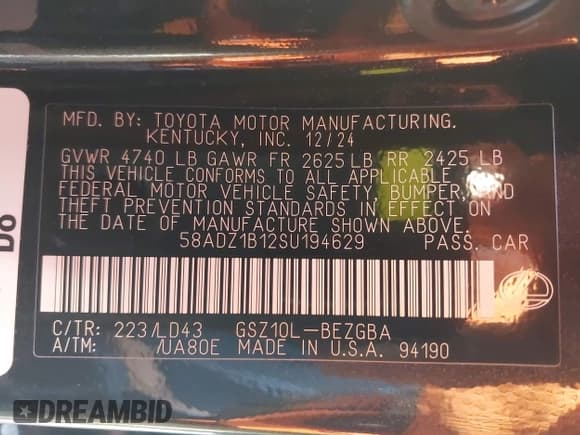 MFD. BY: TOYOTA MOTOR MANUFACTURING.
KENTUCKY, INC. 12/24
GVWR 4740 LB GAWR FR 2625 LB RR 2425 LB
THIS VEHICLE CONFORMS TO ALL APPLICABLE
FEDERAL MOTOR VEHICLE SAFETY, BUMPER, AND
THEFT PREVENTION STANDARDS IN EFFECT ON
THE DATE OF MANUFACTURE SHOWN ABOVE.
58ADZ1B12SU194629 PASS. CAR
C/TR: 223/LD43 GSZ10L-BEZGBA
A/TM: /UA80E MADE IN U.S.A. 94190
DO
DREAMBID